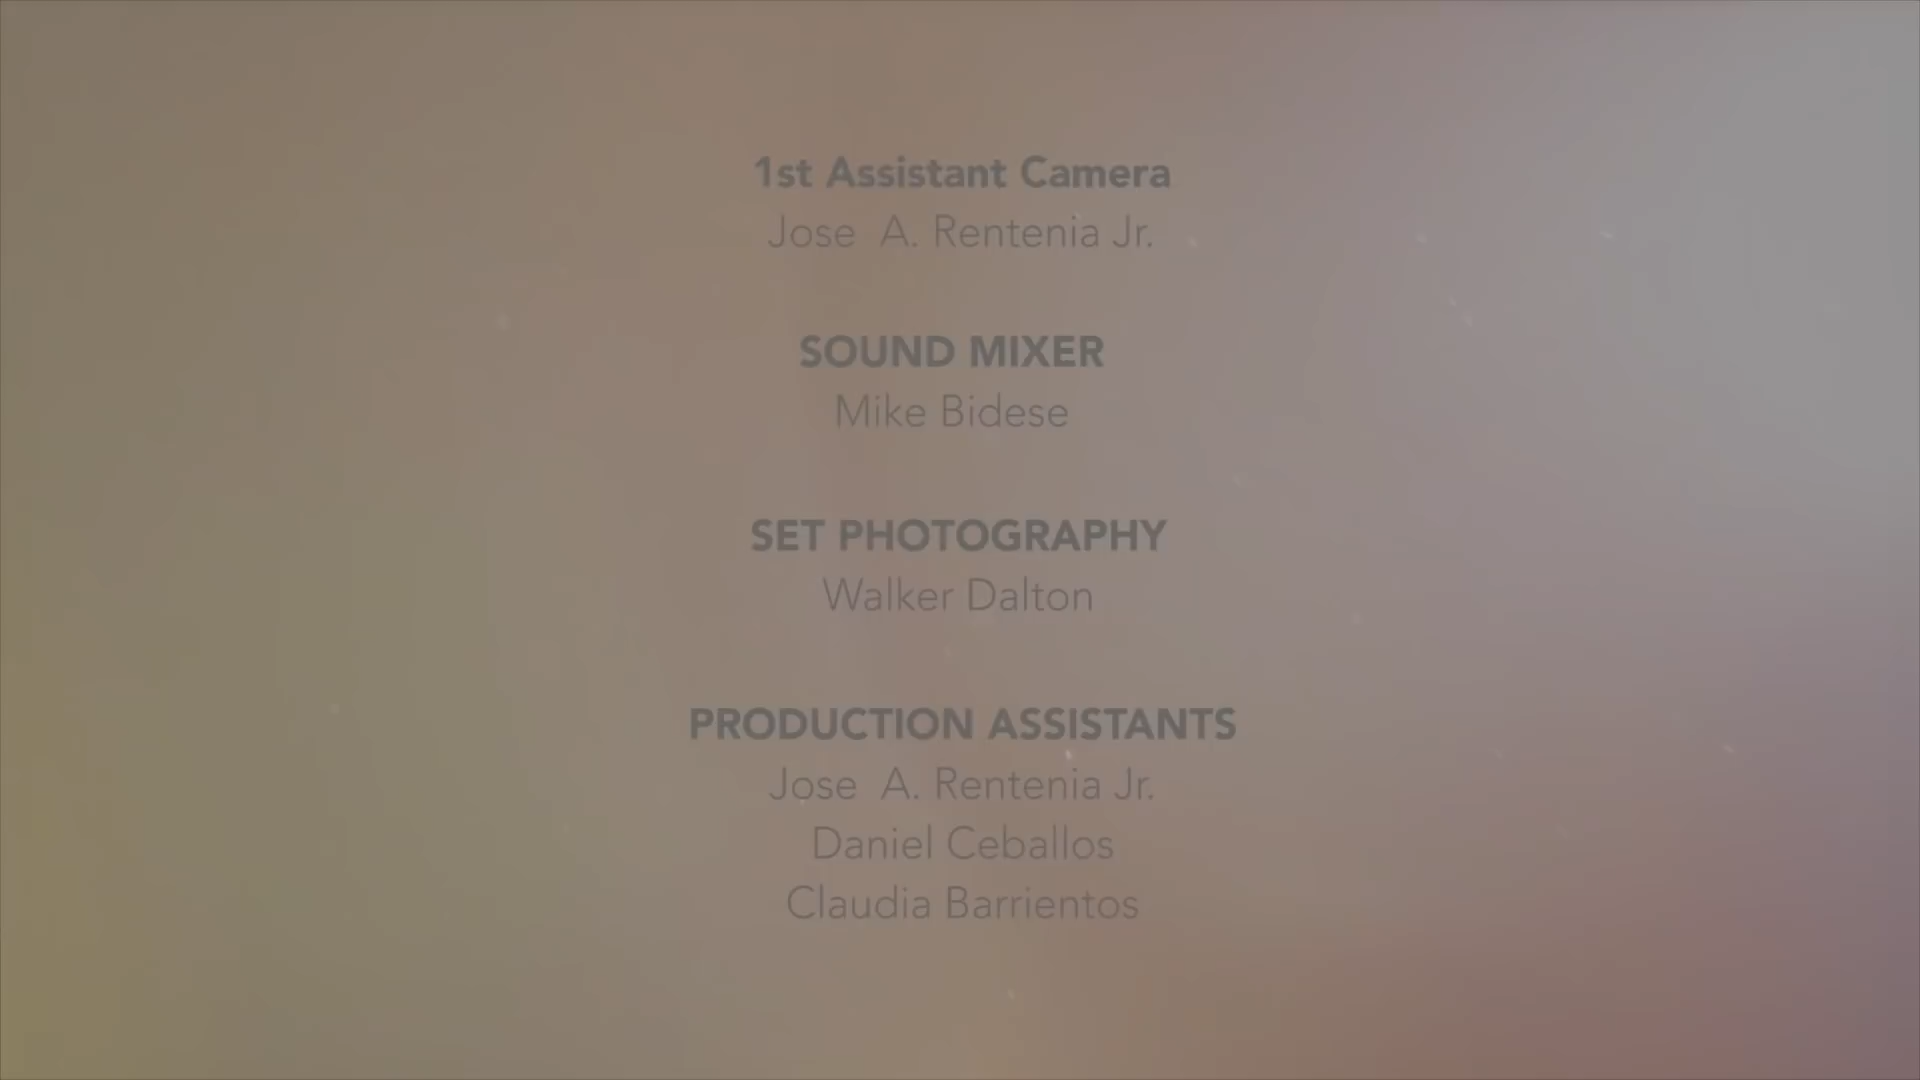 1st Assistant Camera
Jose A. Rentenia Jr.
SOUND MIXER
Mike Bidese
SET PHOTOGRAPHY
Walker Dalton
PRODUCTION ASSISTANTS
Jose A. Rentenia Jr.
Daniel Ceballos
Claudia Barrientos